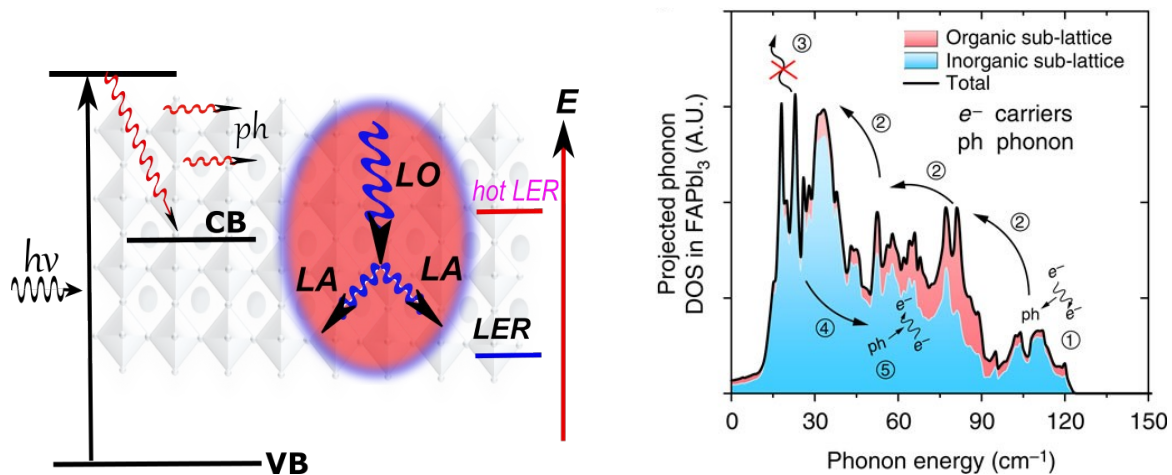 ph
LO
LA
LA
CB
hν
VB
E
hot LER
LER
Projected phonon
DOS in FAPbI₃ (A.U.)
Organic sub-lattice
Inorganic sub-lattice
Total
e⁻ carriers
ph phonon
③
②
②
②
e⁻
ph
e⁻
①
④
e⁻
ph
e⁻
⑤
0
30
60
90
120
150
Phonon energy (cm⁻¹)